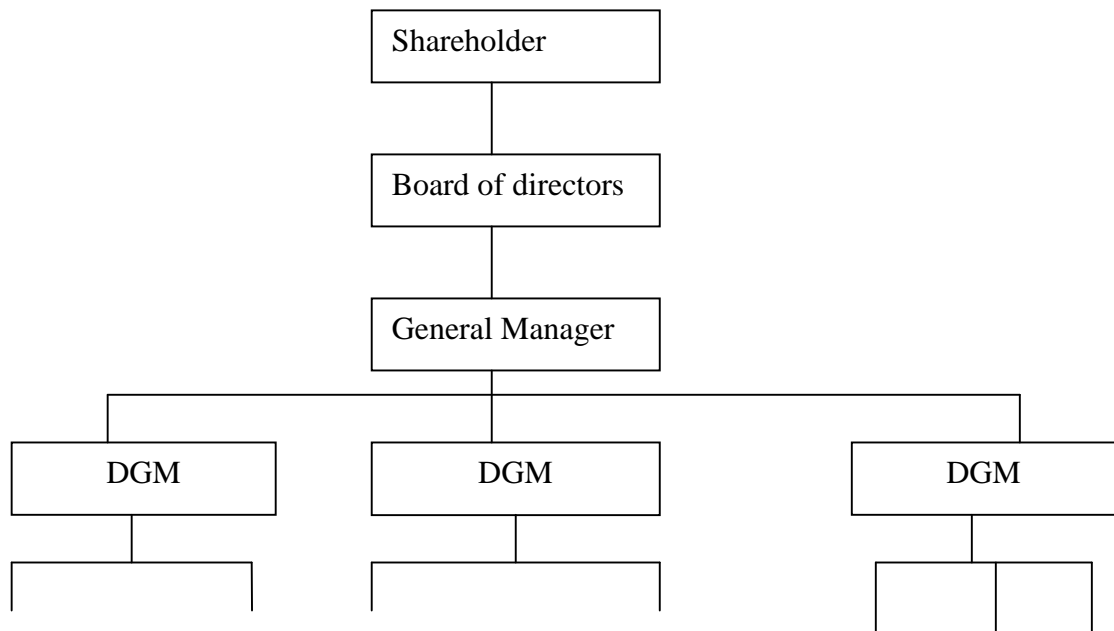 Shareholder
Board of directors
General Manager
DGM
DGM
DGM